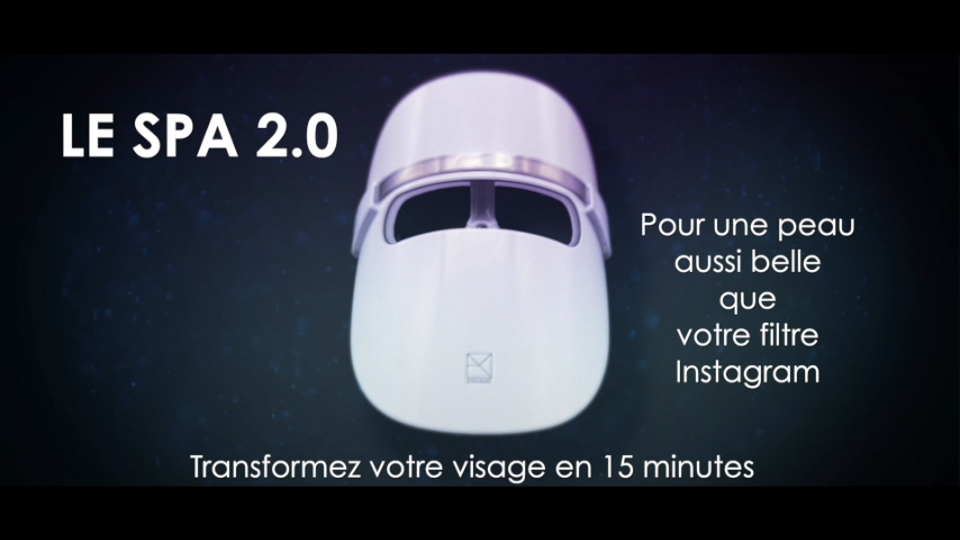 LE SPA 2.0
Pour une peau
aussi belle
que
votre filtre
Instagram
Transformez votre visage en 15 minutes